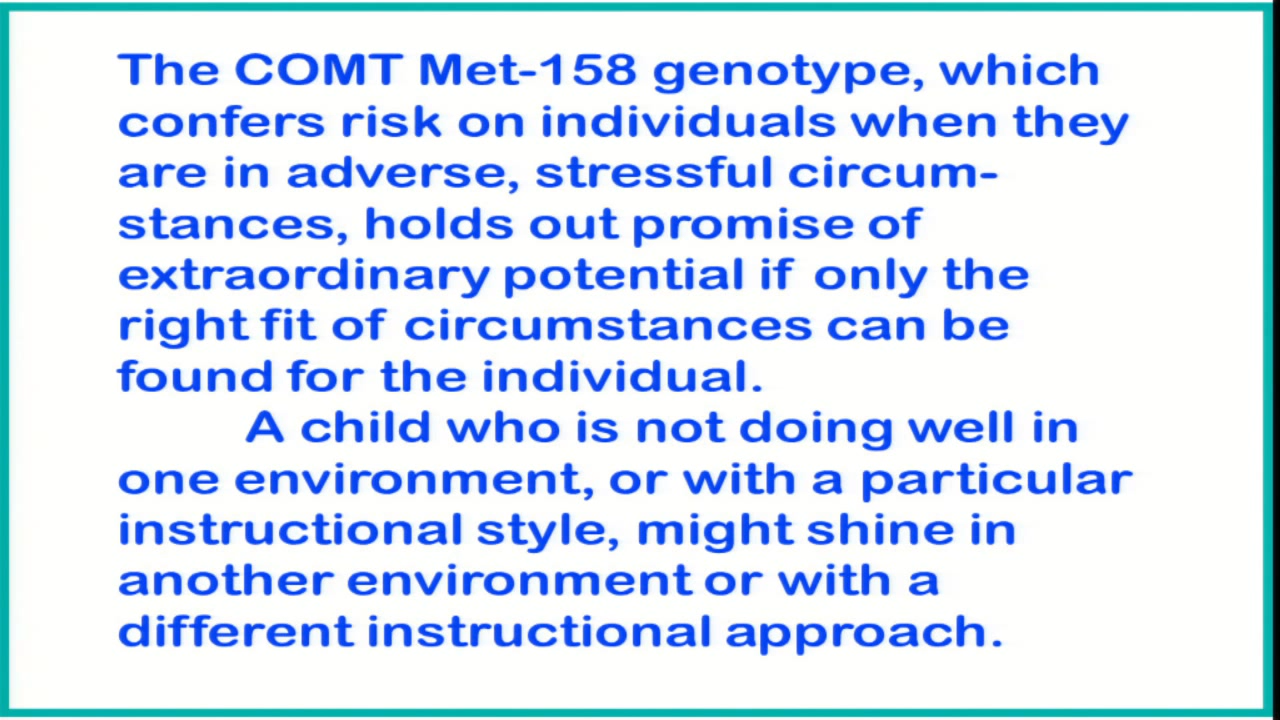 The COMT Met-158 genotype, which
confers risk on individuals when they
are in adverse, stressful circum-
stances, holds out promise of
extraordinary potential if only the
right fit of circumstances can be
found for the individual.
A child who is not doing well in
one environment, or with a particular
instructional style, might shine in
another environment or with a
different instructional approach.